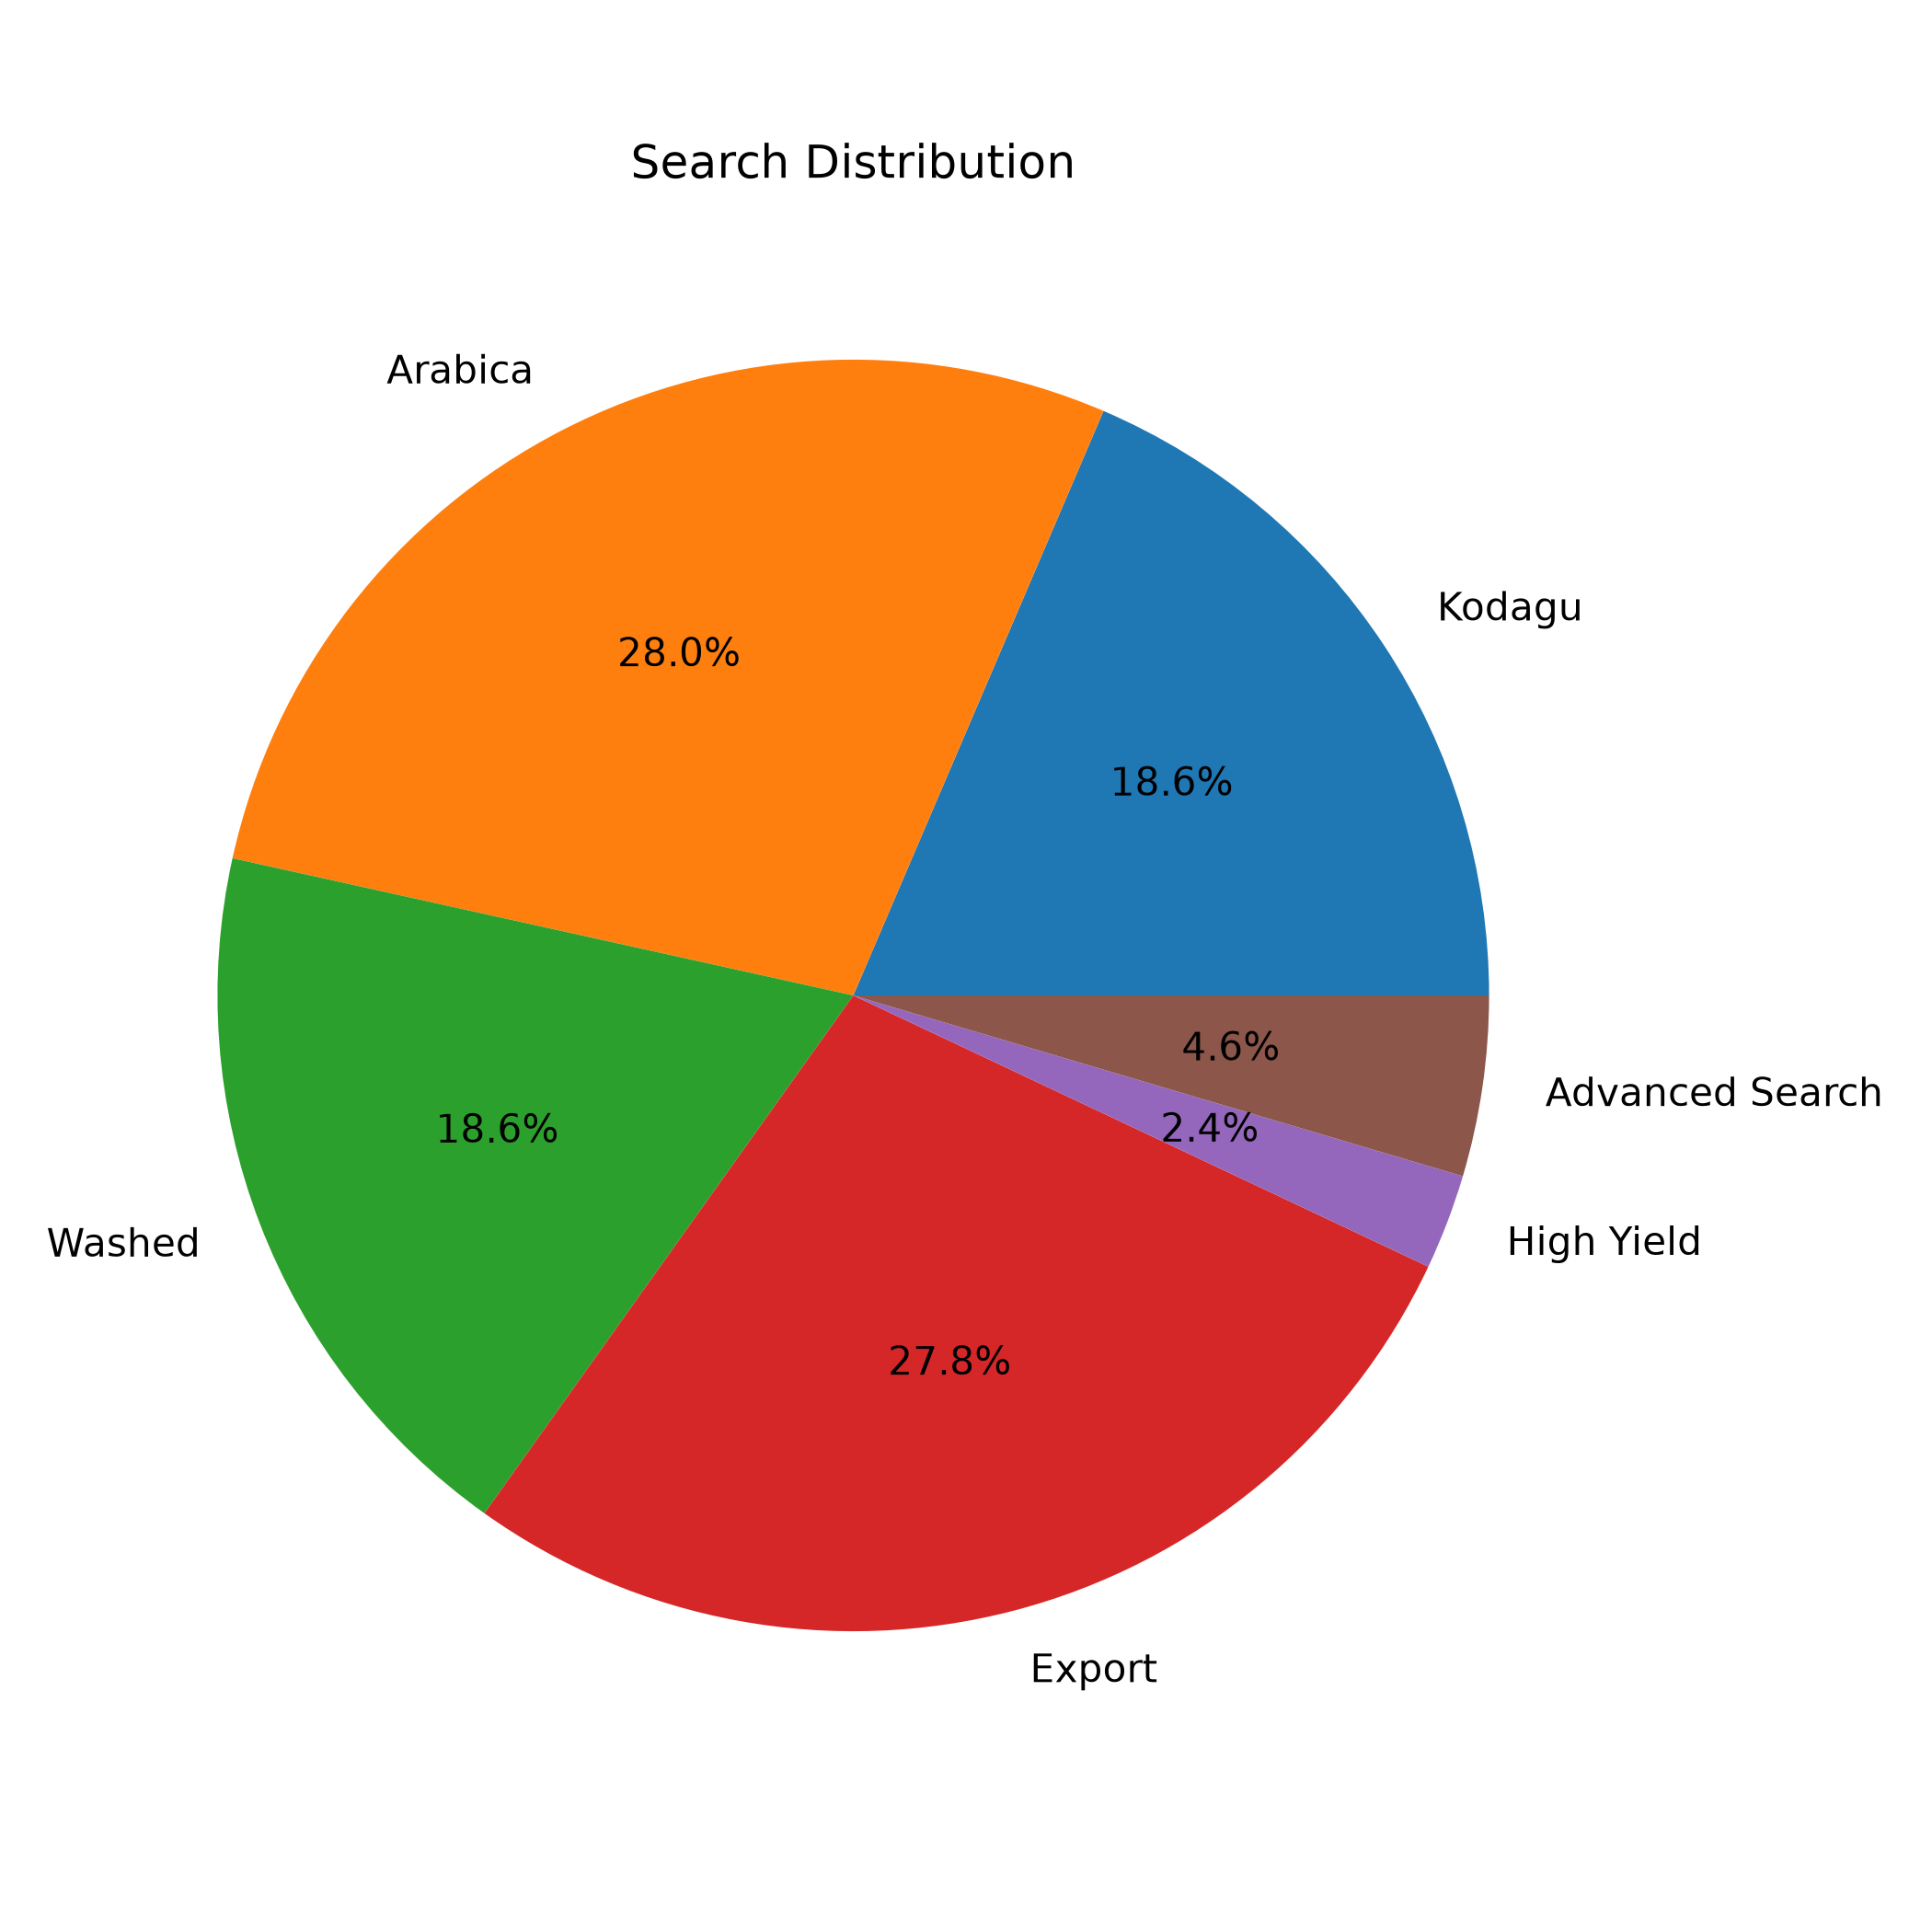 Search Distribution
Arabica
Kodagu
28.0%
18.6%
4.6%
Advanced Search
2.4%
18.6%
High Yield
Washed
27.8%
Export